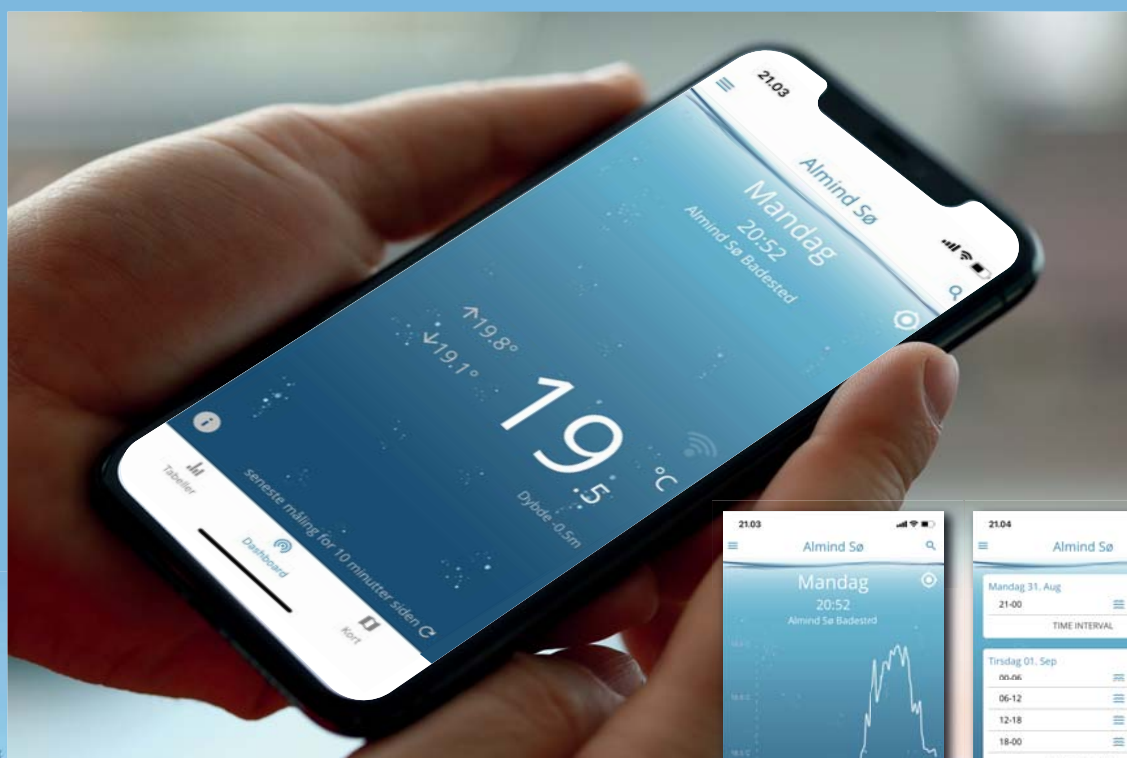 21.03
Almind Sø
Mandag
20:52
Almind Sø Badested
↑19.8°
↓19.1°
19.5 °C
Dybde -0.5m
seneste måling for 10 minutter siden
Tabeller
Dashboard
Kort
21.03
Almind Sø
Mandag
20:52
Almind Sø Badested
21.04
Almind Sø
Mandag 31. Aug
21-00
TIME INTERVAL
Tirsdag 01. Sep
00-06
06-12
12-18
18-00